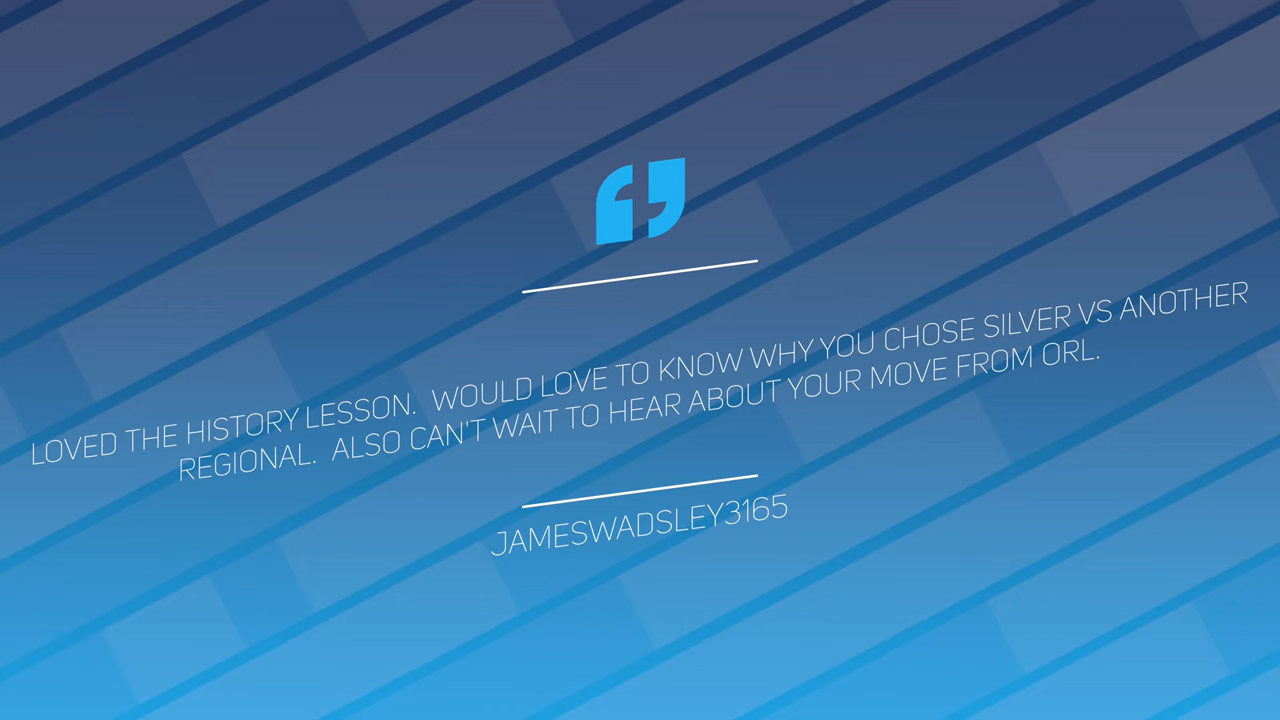 LOVED THE HISTORY LESSON.  WOULD LOVE TO KNOW WHY YOU CHOSE SILVER VS ANOTHER
REGIONAL.  ALSO CAN'T WAIT TO HEAR ABOUT YOUR MOVE FROM ORL.
JAMESWADSLEY3165